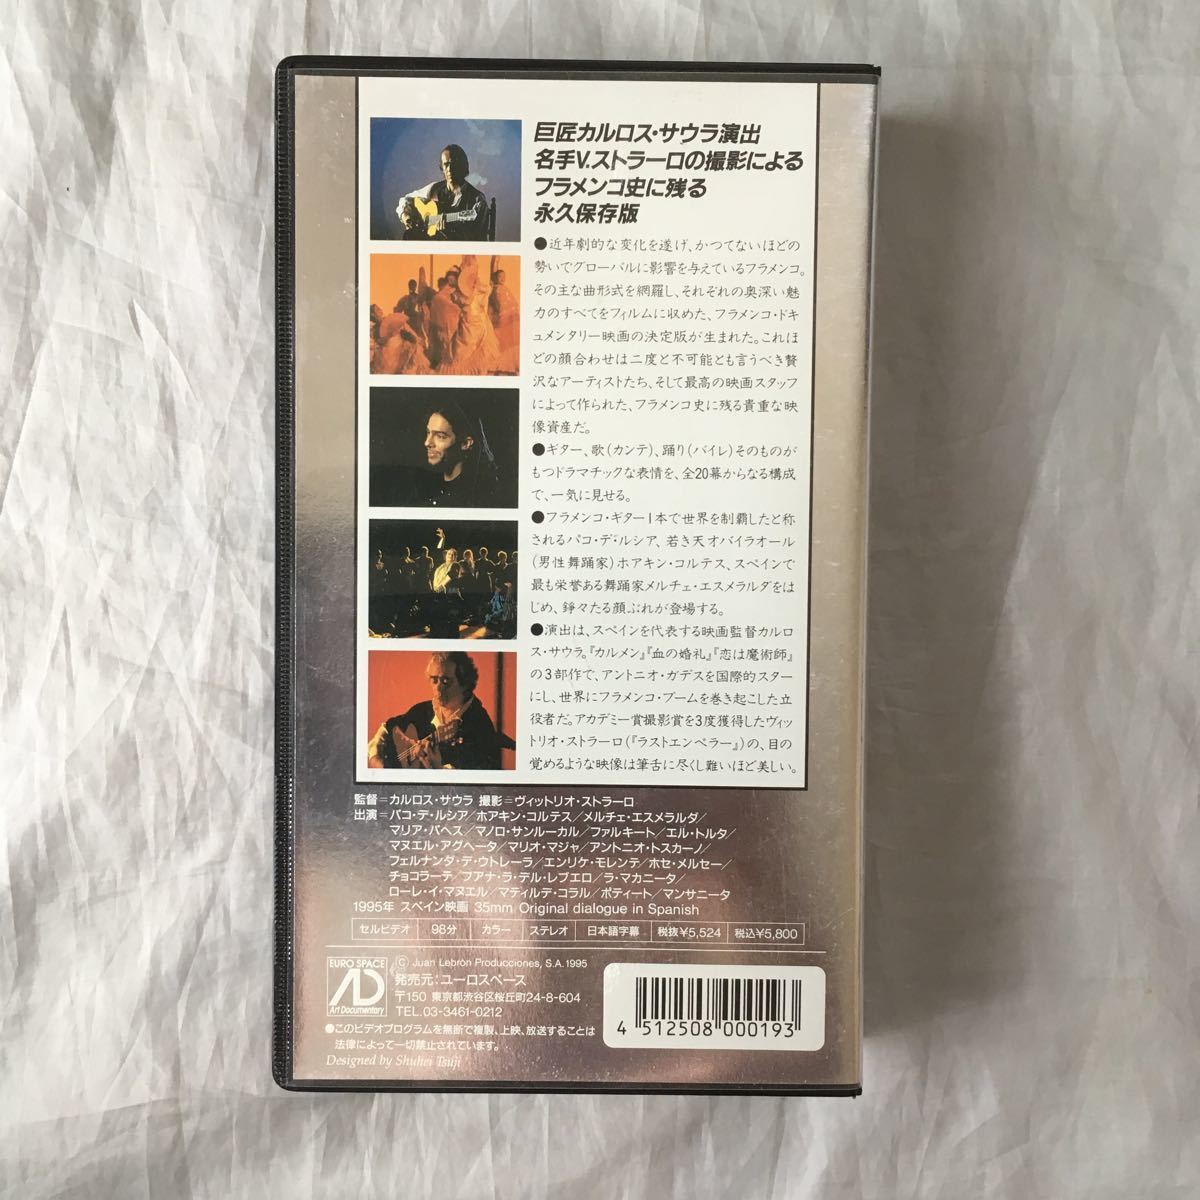 巨匠カルロス・サウラ演出
名手V.ストラーロの撮影による
フラメンコ史に残る
永久保存版
●近年劇的な変化を遂げ、かつてないほどの
勢いでグローバルに影響を与えているフラメンコ。
その主な曲形式を網羅し、それぞれの奥深い魅
力のすべてをフィルムに収めた、フラメンコ・ドキ
ュメンタリー映画の決定版が生まれた。これほ
どの顔合わせは二度と不可能とも言うべき贅
沢なアーティストたち、そして最高の映画スタッフ
によって作られた、フラメンコ史に残る貴重な映
像資産だ。
●ギター、歌(カンテ)、踊り(バイレ)そのものが
もつドラマチックな表情を、全20幕からなる構成
で、一気に見せる。
●フラメンコ・ギター1本で世界を制覇したと称
されるパコ・デ・ルシア、若き天才バイラオール
(男性舞踊家)ホアキン・コルテス、スペインで
最も栄誉ある舞踊家メルチェ・エスメラルダをは
じめ、錚々たる顔ぶれが登場する。
●演出は、スペインを代表する映画監督カルロ
ス・サウラ。『カルメン』『血の婚礼』『恋は魔術師』
の3部作で、アントニオ・ガデスを国際的スター
にし、世界にフラメンコ・ブームを巻き起こした立
役者だ。アカデミー賞撮影賞を3度獲得したヴィッ
トリオ・ストラーロ(『ラストエンペラー』)の、目の
覚めるような映像は筆舌に尽くし難いほど美しい。
監督=カルロス・サウラ 撮影=ヴィットリオ・ストラーロ
出演=パコ・デ・ルシア/ホアキン・コルテス/メルチェ・エスメラルダ/
マリア・パヘス/マノロ・サンルーカル/ファルキート/エル・トルタ/
マヌエル・アグヘータ/マリオ・マジャ/アントニオ・トスカーノ/
フェルナンダ・デ・ウトレーラ/エンリケ・モレンテ/ホセ・メルセー/
チョコラーテ/フアナ・ラ・デル・レブエロ/ラ・マカニータ/
ローレ・イ・マヌエル/マティルデ・コラル/ポティート/マンサニータ
1995年 スペイン映画 35mm Original dialogue in Spanish
セルビデオ 98分 カラー ステレオ 日本語字幕 税抜¥5,524 税込¥5,800
EURO SPACE
AD
Art Documentary
© Juan Lebron Producciones, S.A. 1995
発売元:ユーロスペース
〒150 東京都渋谷区桜丘町24-8-604
TEL.03-3461-0212
●このビデオプログラムを無断で複製、上映、放送することは
法律によって一切禁止されています。
Designed by Shuhei Tsuji
4 512508 000193